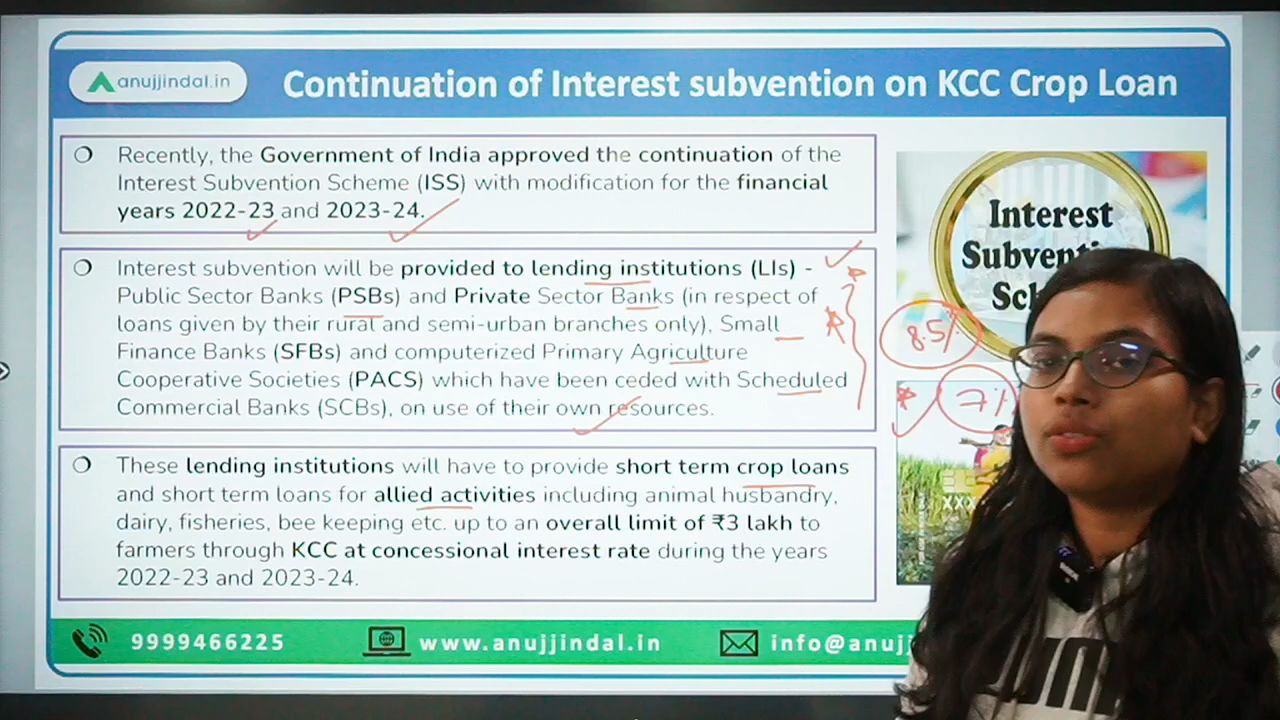 anujjindal.in
Continuation of Interest subvention on KCC Crop Loan
Recently, the Government of India approved the continuation of the
Interest Subvention Scheme (ISS) with modification for the financial
years 2022-23 and 2023-24.
Interest subvention will be provided to lending institutions (LIs) -
Public Sector Banks (PSBs) and Private Sector Banks (in respect of
loans given by their rural and semi-urban branches only), Small
Finance Banks (SFBs) and computerized Primary Agriculture
Cooperative Societies (PACS) which have been ceded with Scheduled
Commercial Banks (SCBs), on use of their own resources.
These lending institutions will have to provide short term crop loans
and short term loans for allied activities including animal husbandry,
dairy, fisheries, bee keeping etc. up to an overall limit of ₹3 lakh to
farmers through KCC at concessional interest rate during the years
2022-23 and 2023-24.
Interest
8.5%
7%
9999466225
www.anujjindal.in